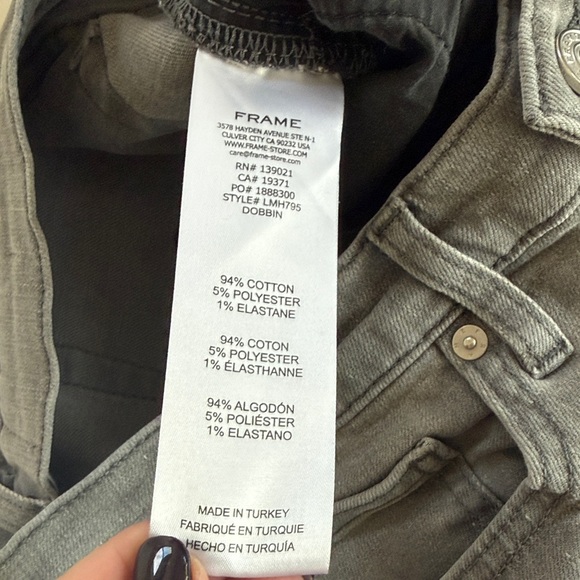 FRAME
3578 HAYDEN AVENUE STE N-1
CULVER CITY CA 90232 USA
WWW.FRAME-STORE.COM
care@frame-store.com
RN# 139021
CA# 19371
PO# 1888300
STYLE# LMH795
DOBBIN
94% COTTON
5% POLYESTER
1% ELASTANE
94% COTON
5% POLYESTER
1% ÉLASTHANNE
94% ALGODÓN
5% POLIÉSTER
1% ELASTANO
MADE IN TURKEY
FABRIQUÉ EN TURQUIE
HECHO EN TURQUÍA